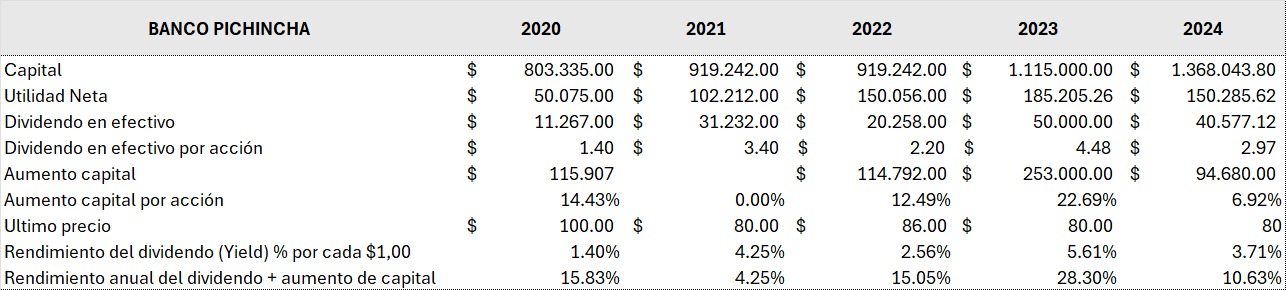 BANCO PICHINCHA 2020 2021 2022 2023 2024
Capital $ 803.335.00 $ 919.242.00 $ 919.242.00 $ 1.115.000.00 $ 1.368.043.80
Utilidad Neta $ 50.075.00 $ 102.212.00 $ 150.056.00 $ 185.205.26 $ 150.285.62
Dividendo en efectivo $ 11.267.00 $ 31.232.00 $ 20.258.00 $ 50.000.00 $ 40.577.12
Dividendo en efectivo por acción $ 1.40 $ 3.40 $ 2.20 $ 4.48 $ 2.97
Aumento capital $ 115.907 $ 114.792.00 $ 253.000.00 $ 94.680.00
Aumento capital por acción 14.43% 0.00% 12.49% 22.69% 6.92%
Ultimo precio $ 100.00 $ 80.00 $ 86.00 $ 80.00 80
Rendimiento del dividendo (Yield) % por cada $1,00 1.40% 4.25% 2.56% 5.61% 3.71%
Rendimiento anual del dividendo + aumento de capital 15.83% 4.25% 15.05% 28.30% 10.63%